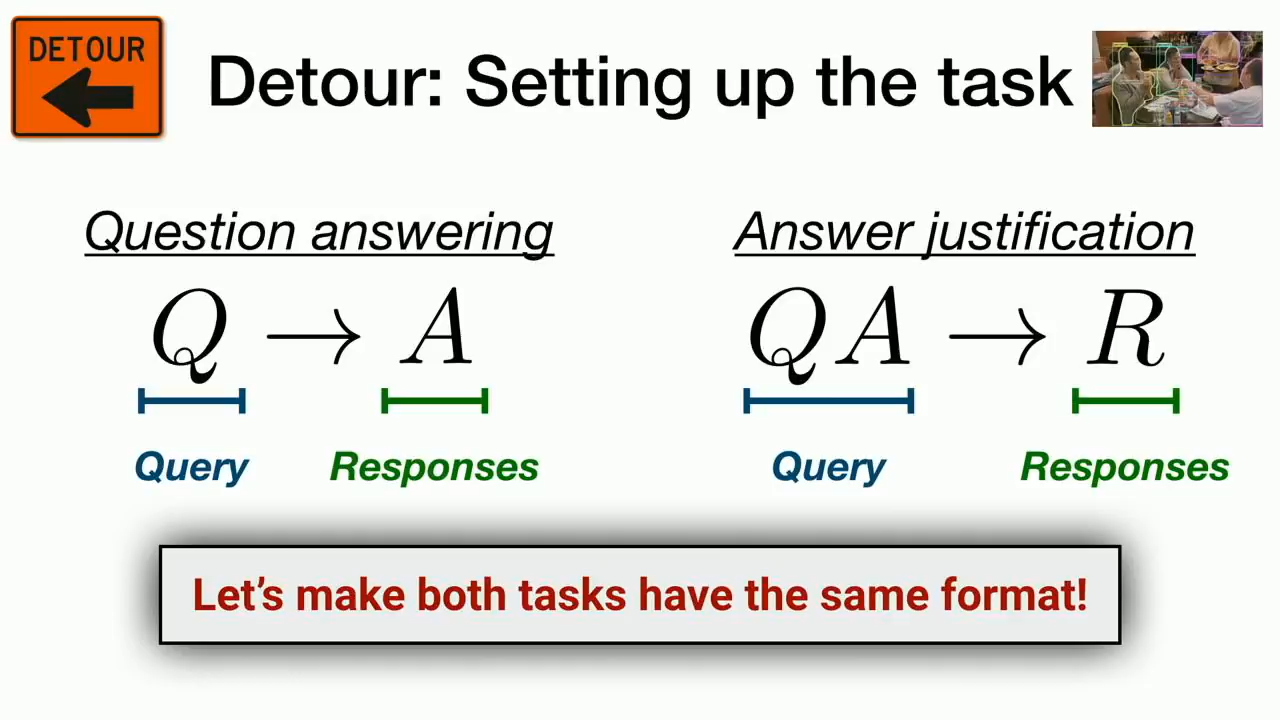 DETOUR
Detour: Setting up the task
Question answering
Answer justification
Q → A
QA → R
Query
Responses
Query
Responses
Let's make both tasks have the same format!